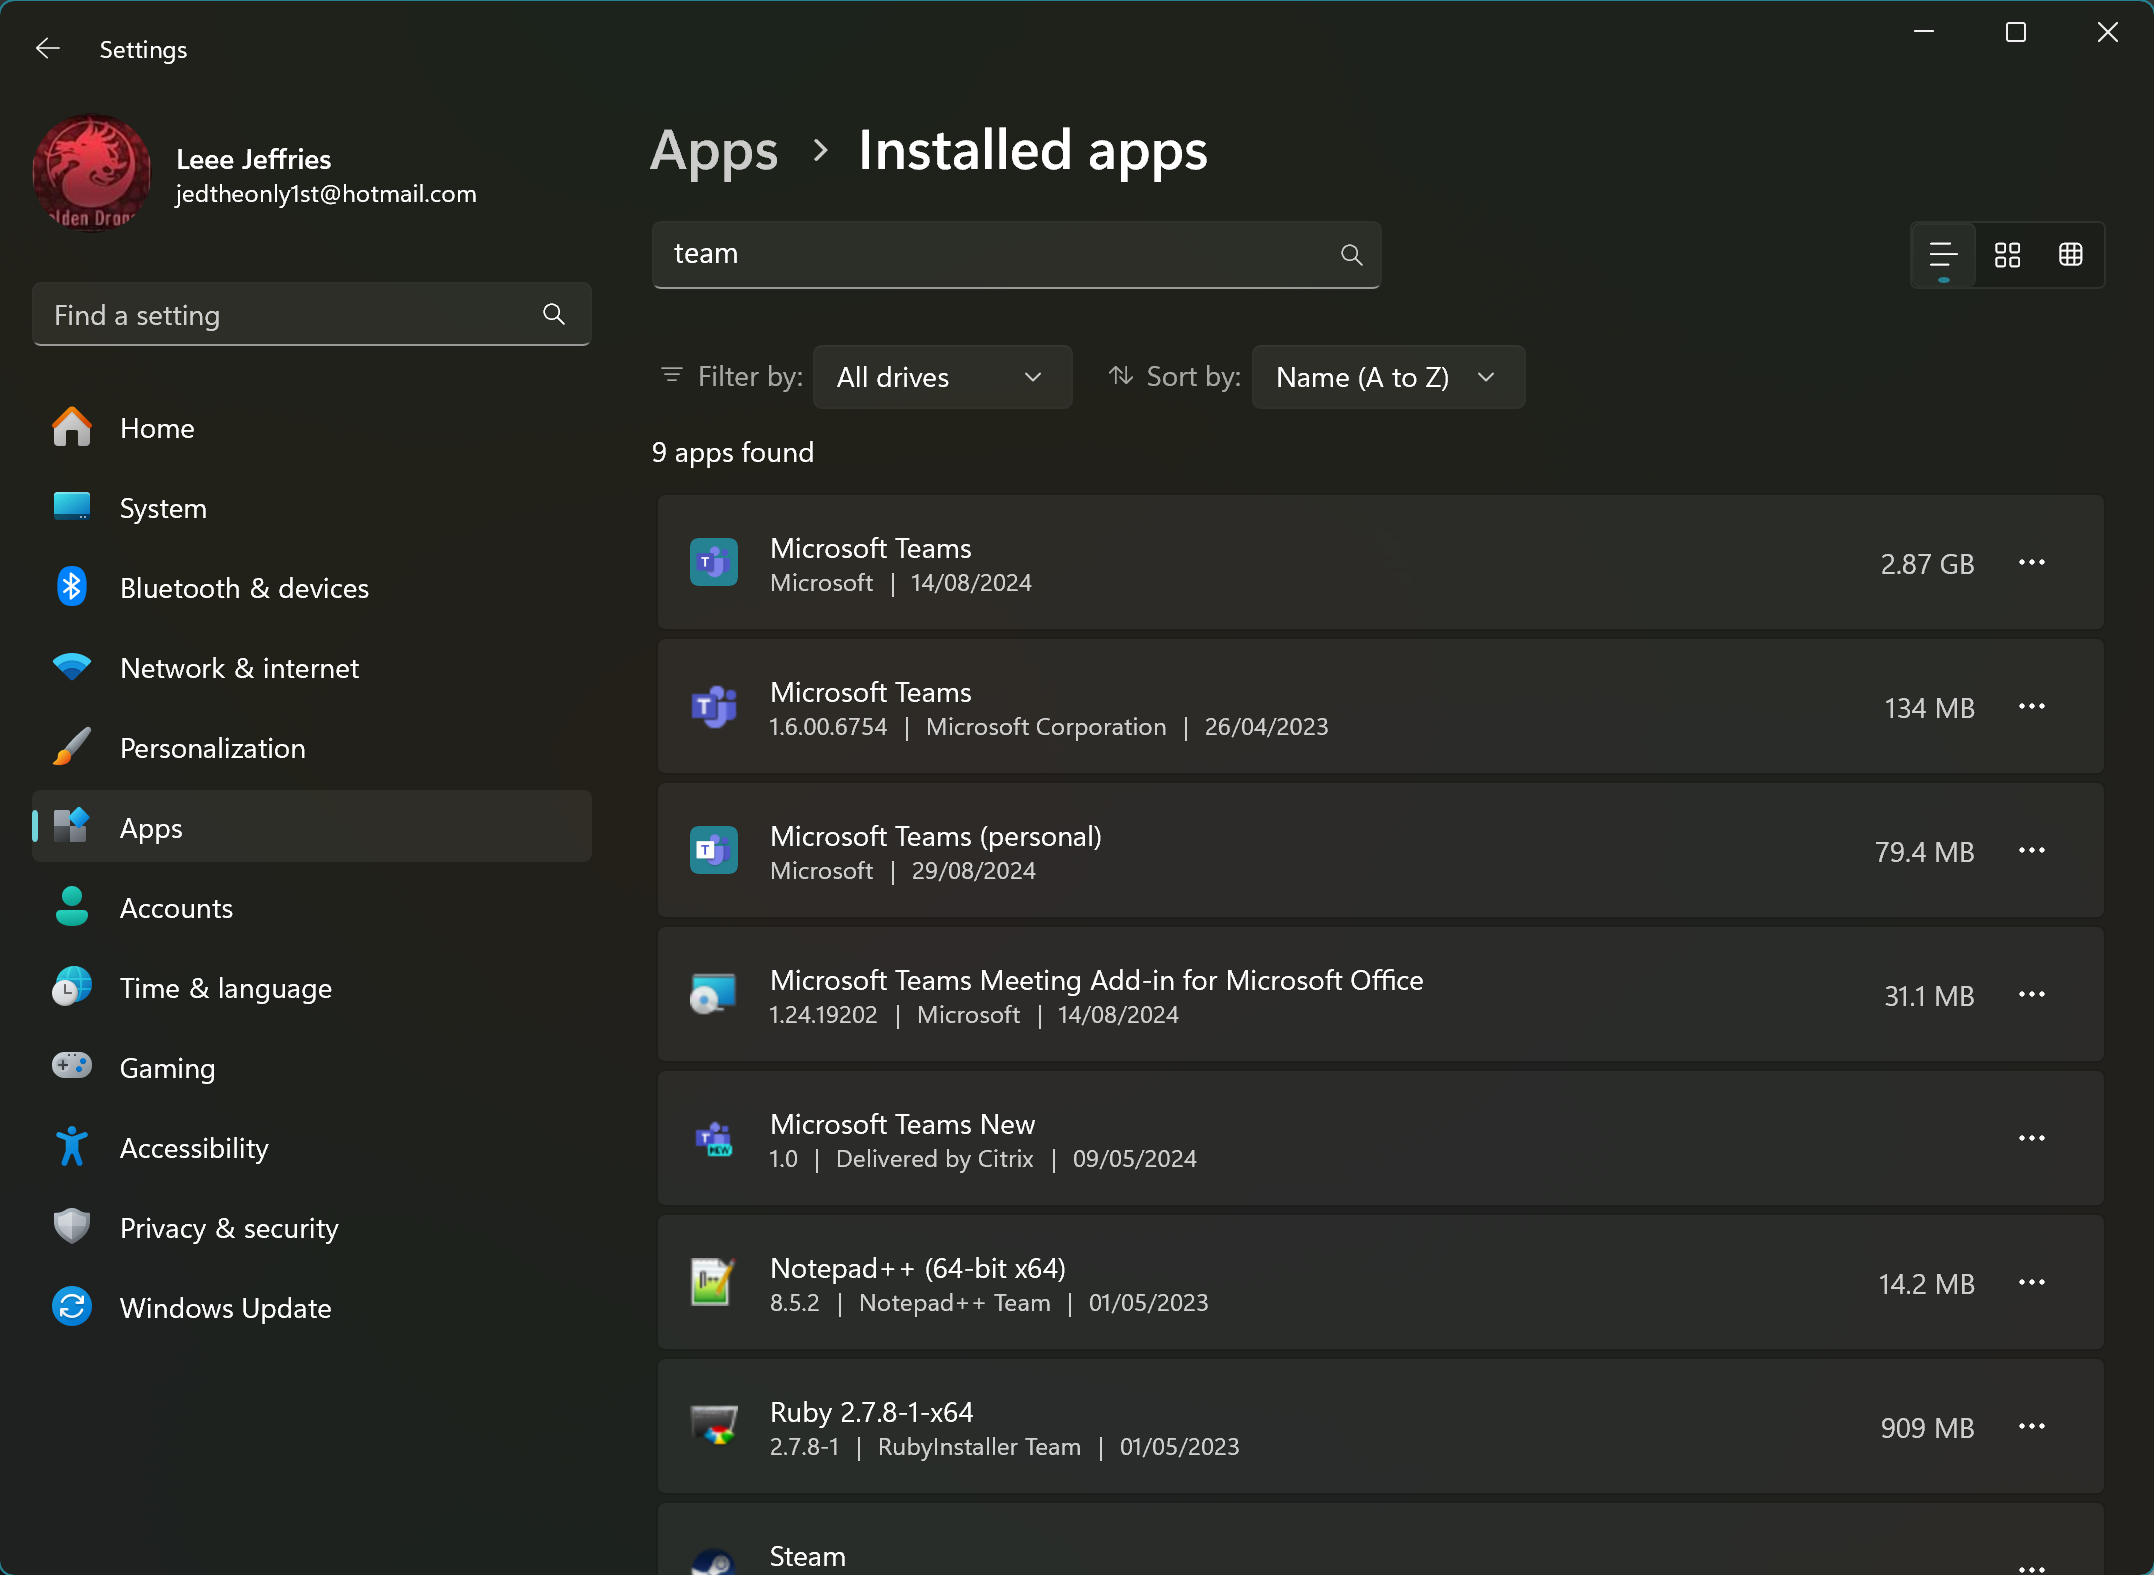 Settings
Leee Jeffries
jedtheonly1st@hotmail.com
Find a setting
Home
System
Bluetooth & devices
Network & internet
Personalization
Apps
Accounts
Time & language
Gaming
Accessibility
Privacy & security
Windows Update
Apps > Installed apps
team
Filter by: All drives Sort by: Name (A to Z)
9 apps found
Microsoft Teams
Microsoft | 14/08/2024
2.87 GB
Microsoft Teams
1.6.00.6754 | Microsoft Corporation | 26/04/2023
134 MB
Microsoft Teams (personal)
Microsoft | 29/08/2024
79.4 MB
Microsoft Teams Meeting Add-in for Microsoft Office
1.24.19202 | Microsoft | 14/08/2024
31.1 MB
Microsoft Teams New
1.0 | Delivered by Citrix | 09/05/2024
Notepad++ (64-bit x64)
8.5.2 | Notepad++ Team | 01/05/2023
14.2 MB
Ruby 2.7.8-1-x64
2.7.8-1 | RubyInstaller Team | 01/05/2023
909 MB
Steam